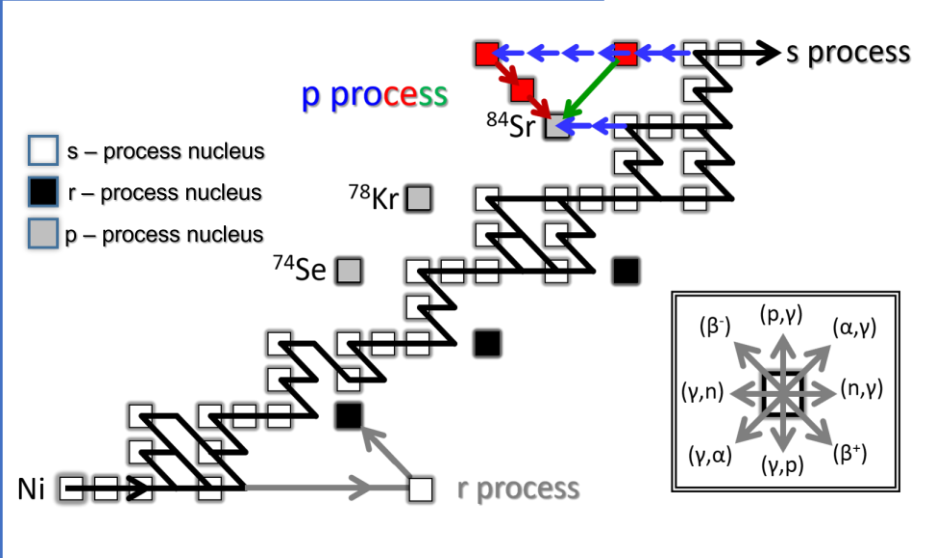 s process
p process
⁸⁴Sr
s – process nucleus
r – process nucleus
p – process nucleus
⁷⁸Kr
⁷⁴Se
(p,γ)
(β⁻)
(α,γ)
(γ,n)
(n,γ)
(γ,α)
(β⁺)
(γ,p)
Ni
r process